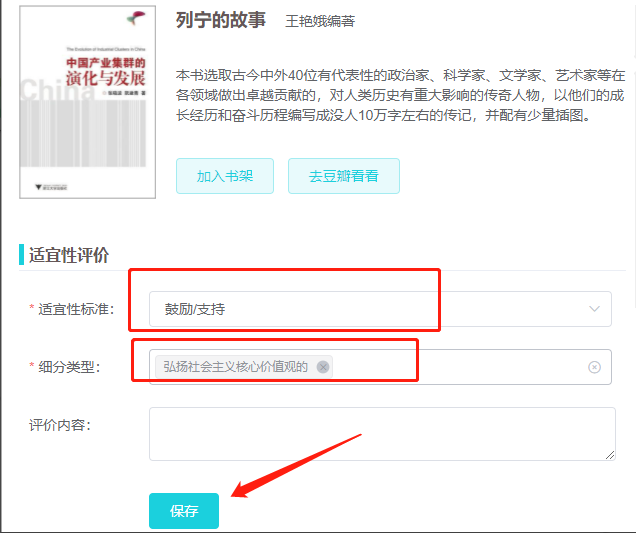 列宁的故事 王艳娥编著
The Evolution of Industrial Clusters in China
中国产业集群的
演化与发展
China
本书选取古今中外40位有代表性的政治家、科学家、文学家、艺术家等在
各领域做出卓越贡献的，对人类历史有重大影响的传奇人物，以他们的成
长经历和奋斗历程编写成没人10万字左右的传记，并配有少量插图。
加入书架 去豆瓣看看
适宜性评价
* 适宜性标准： 鼓励/支持
* 细分类型： 弘扬社会主义核心价值观的
评价内容：
保存